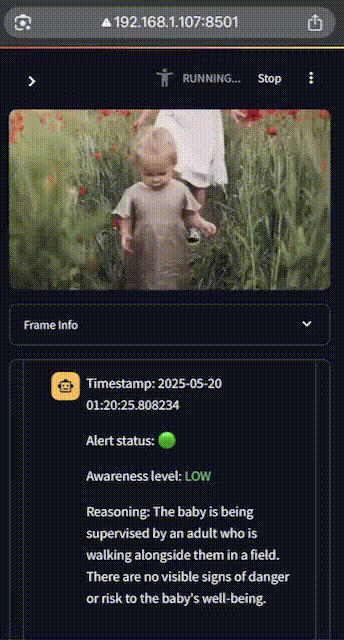 192.168.1.107:8501
RUNNING...
Stop
Frame Info
Timestamp: 2025-05-20
01:20:25.808234
Alert status:
Awareness level: LOW
Reasoning: The baby is being
supervised by an adult who is
walking alongside them in a field.
There are no visible signs of danger
or risk to the baby's well-being.